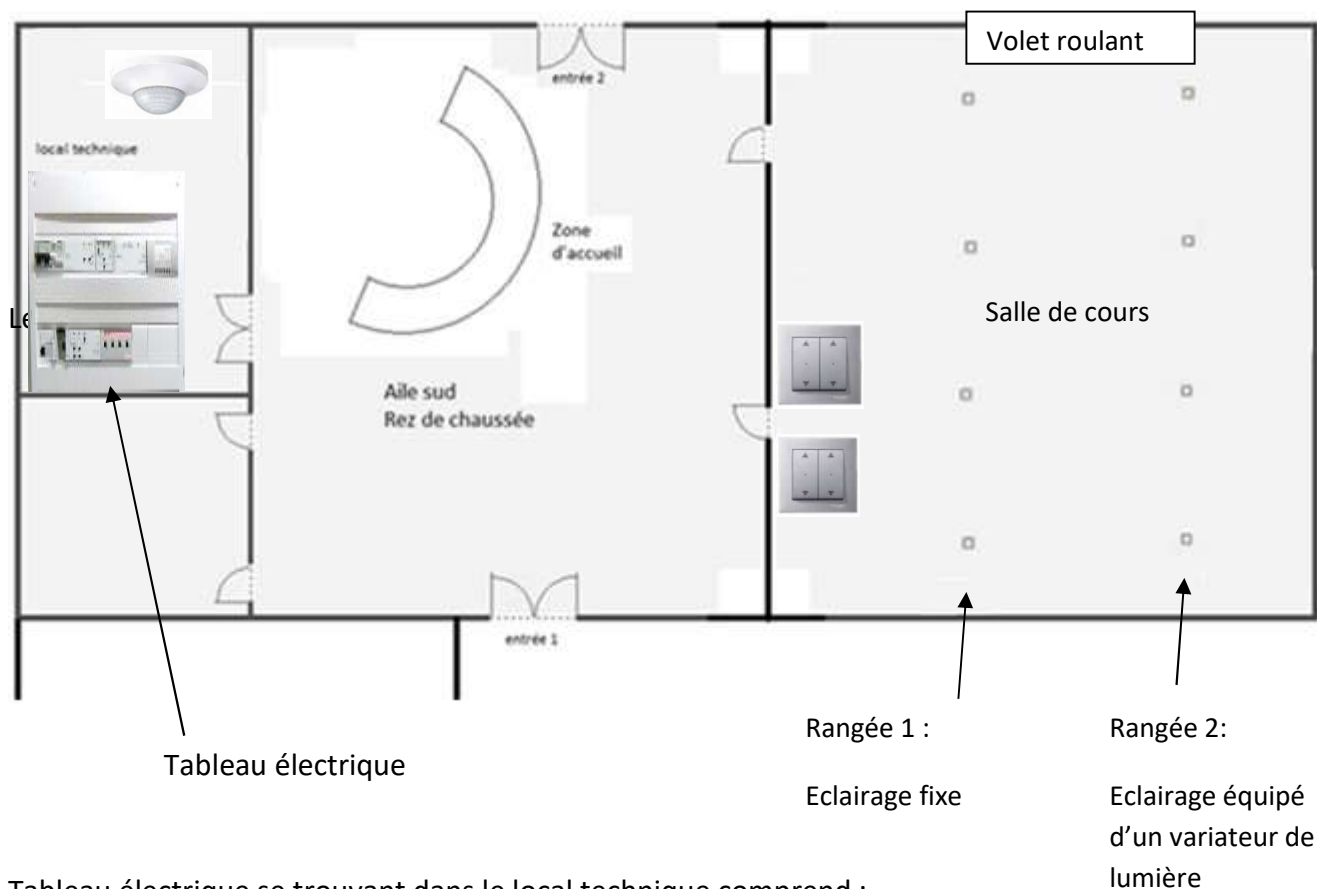 Volet roulant
entrée 2
local technique
Zone
d'accueil
Le
Salle de cours
Aile sud
Rez de chaussée
entrée 1
Rangée 1 :
Rangée 2:
Tableau électrique
Eclairage fixe
Eclairage équipé
d'un variateur de
lumière
Tableau électrique se trouvant dans le local technique comprend :